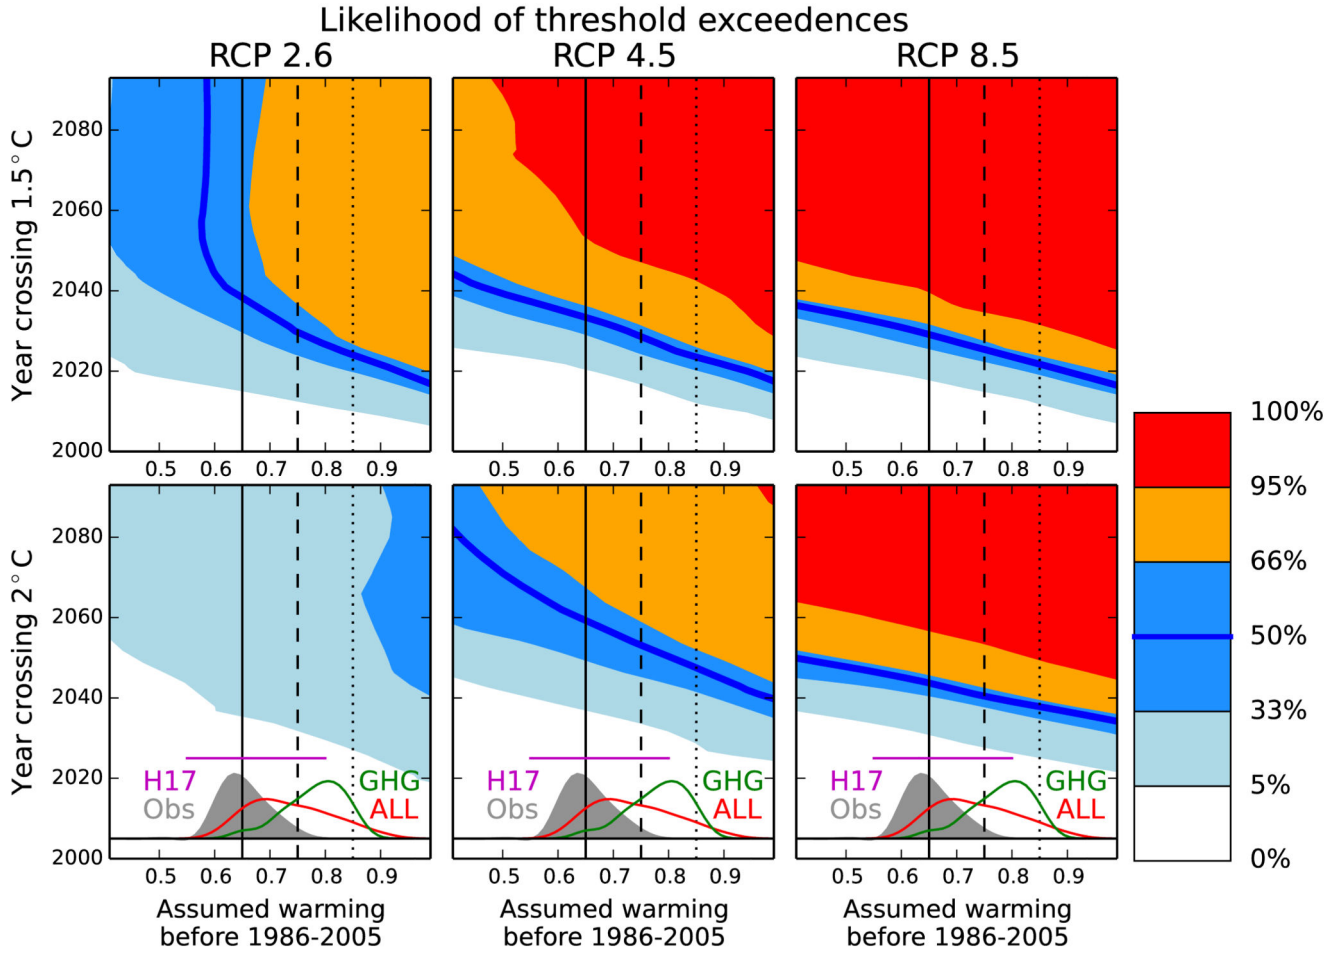 Likelihood of threshold exceedences
RCP 2.6 RCP 4.5 RCP 8.5
Year crossing 1.5°C
2080
2060
2040
2020
2000
0.5 0.6 0.7 0.8 0.9
0.5 0.6 0.7 0.8 0.9
0.5 0.6 0.7 0.8 0.9
Year crossing 2°C
2080
2060
2040
2020
2000
H17 GHG
Obs ALL
H17 GHG
Obs ALL
H17 GHG
Obs ALL
0.5 0.6 0.7 0.8 0.9
0.5 0.6 0.7 0.8 0.9
0.5 0.6 0.7 0.8 0.9
Assumed warming
before 1986-2005
Assumed warming
before 1986-2005
Assumed warming
before 1986-2005
100%
95%
66%
50%
33%
5%
0%